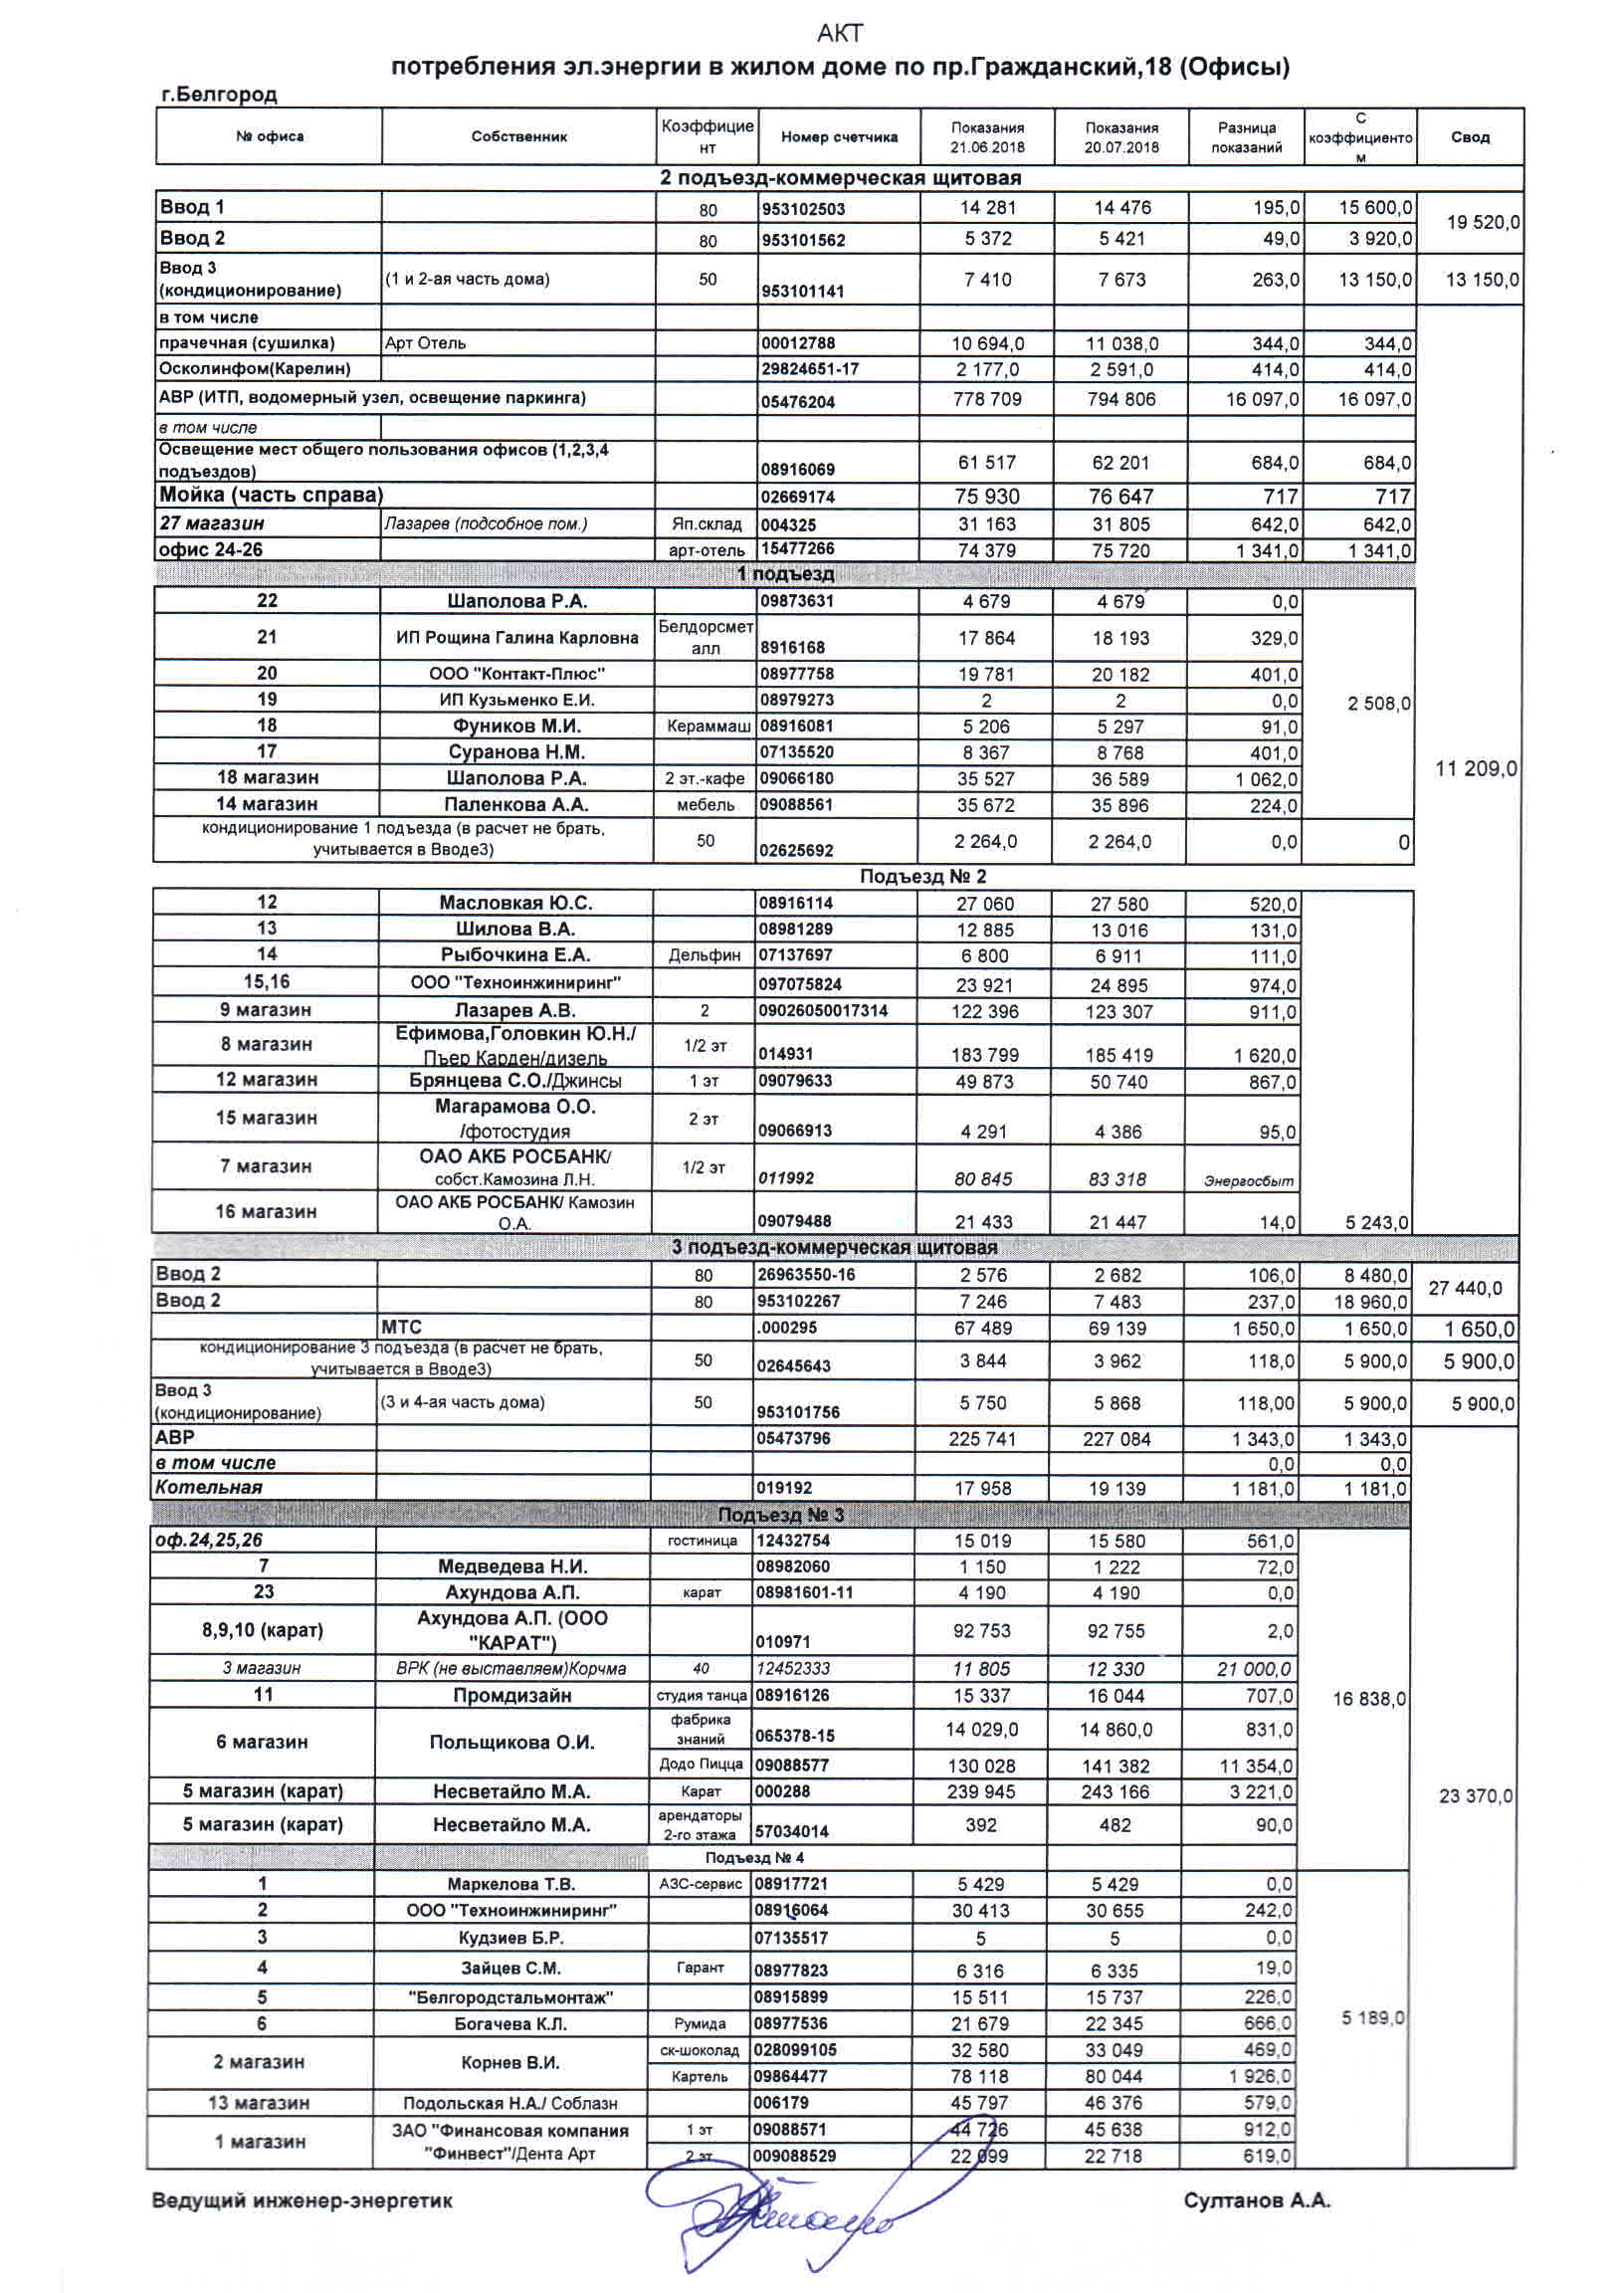 АКТ
потребления эл.энергии в жилом доме по пр.Гражданский,18 (Офисы)
г.Белгород
№ офиса Собственник Коэффицие нт Номер счетчика Показания 21.06.2018 Показания 20.07.2018 Разница показаний С коэффициенто м Свод
2 подъезд-коммерческая щитовая
Ввод 1 80 953102503 14 281 14 476 195,0 15 600,0 19 520,0
Ввод 2 80 953101562 5 372 5 421 49,0 3 920,0
Ввод 3 (кондиционирование) (1 и 2-ая часть дома) 50 953101141 7 410 7 673 263,0 13 150,0 13 150,0
в том числе
прачечная (сушилка) Арт Отель 00012788 10 694,0 11 038,0 344,0 344,0
Осколинфом(Карелин) 29824651-17 2 177,0 2 591,0 414,0 414,0
АВР (ИТП, водомерный узел, освещение паркинга) 05476204 778 709 794 806 16 097,0 16 097,0
в том числе
Освещение мест общего пользования офисов (1,2,3,4 подъездов) 08916069 61 517 62 201 684,0 684,0
Мойка (часть справа) 02669174 75 930 76 647 717 717
27 магазин Лазарев (подсобное пом.) Яп.склад 004325 31 163 31 805 642,0 642,0
офис 24-26 арт-отель 15477266 74 379 75 720 1 341,0 1 341,0
1 подъезд
22 Шаполова Р.А. 09873631 4 679 4 679 0,0
21 ИП Рощина Галина Карловна Белдорсмет алл 8916168 17 864 18 193 329,0
20 ООО "Контакт-Плюс" 08977758 19 781 20 182 401,0
19 ИП Кузьменко Е.И. 08979273 2 2 0,0 2 508,0
18 Фуников М.И. Кераммаш 08916081 5 206 5 297 91,0
17 Суранова Н.М. 07135520 8 367 8 768 401,0
18 магазин Шаполова Р.А. 2 эт.-кафе 09066180 35 527 36 589 1 062,0 11 209,0
14 магазин Паленкова А.А. мебель 09088561 35 672 35 896 224,0
кондиционирование 1 подъезда (в расчет не брать, учитывается в Вводе3) 50 02625692 2 264,0 2 264,0 0,0 0
Подъезд № 2
12 Масловкая Ю.С. 08916114 27 060 27 580 520,0
13 Шилова В.А. 08981289 12 885 13 016 131,0
14 Рыбочкина Е.А. Дельфин 07137697 6 800 6 911 111,0
15,16 ООО "Техноинжиниринг" 097075824 23 921 24 895 974,0
9 магазин Лазарев А.В. 2 09026050017314 122 396 123 307 911,0
8 магазин Ефимова,Головкин Ю.Н./ Пъер Карден/дизель 1/2 эт 014931 183 799 185 419 1 620,0
12 магазин Брянцева С.О./Джинсы 1 эт 09079633 49 873 50 740 867,0
15 магазин Магарамова О.О. /фотостудия 2 эт 09066913 4 291 4 386 95,0
7 магазин ОАО АКБ РОСБАНК/ собст.Камозина Л.Н. 1/2 эт 011992 80 845 83 318 Энергосбыт
16 магазин ОАО АКБ РОСБАНК/ Камозин О.А. 09079488 21 433 21 447 14,0 5 243,0
3 подъезд-коммерческая щитовая
Ввод 2 80 26963550-16 2 576 2 682 106,0 8 480,0 27 440,0
Ввод 2 80 953102267 7 246 7 483 237,0 18 960,0
МТС .000295 67 489 69 139 1 650,0 1 650,0 1 650,0
кондиционирование 3 подъезда (в расчет не брать, учитывается в Вводе3) 50 02645643 3 844 3 962 118,0 5 900,0 5 900,0
Ввод 3 (кондиционирование) (3 и 4-ая часть дома) 50 953101756 5 750 5 868 118,00 5 900,0 5 900,0
АВР 05473796 225 741 227 084 1 343,0 1 343,0
в том числе 0,0 0,0
Котельная 019192 17 958 19 139 1 181,0 1 181,0
Подъезд № 3
оф.24,25,26 гостиница 12432754 15 019 15 580 561,0
7 Медведева Н.И. 08982060 1 150 1 222 72,0
23 Ахундова А.П. карат 08981601-11 4 190 4 190 0,0
8,9,10 (карат) Ахундова А.П. (ООО "КАРАТ") 010971 92 753 92 755 2,0
3 магазин ВРК (не выставляем)Корчма 40 12452333 11 805 12 330 21 000,0
11 Промдизайн студия танца 08916126 15 337 16 044 707,0 16 838,0
6 магазин Польщикова О.И. фабрика знаний 065378-15 14 029,0 14 860,0 831,0
Додо Пицца 09088577 130 028 141 382 11 354,0
5 магазин (карат) Несветайло М.А. Карат 000288 239 945 243 166 3 221,0 23 370,0
5 магазин (карат) Несветайло М.А. арендаторы 2-го этажа 57034014 392 482 90,0
Подъезд № 4
1 Маркелова Т.В. АЗС-сервис 08917721 5 429 5 429 0,0
2 ООО "Техноинжиниринг" 08916064 30 413 30 655 242,0
3 Кудзиев Б.Р. 07135517 5 5 0,0
4 Зайцев С.М. Гарант 08977823 6 316 6 335 19,0
5 "Белгородстальмонтаж" 08915899 15 511 15 737 226,0
6 Богачева К.Л. Румида 08977536 21 679 22 345 666,0 5 189,0
2 магазин Корнев В.И. ск-шоколад 028099105 32 580 33 049 469,0
Картель 09864477 78 118 80 044 1 926,0
13 магазин Подольская Н.А./ Соблазн 006179 45 797 46 376 579,0
1 магазин ЗАО "Финансовая компания "Финвест"/Дента Арт 1 эт 09088571 44 726 45 638 912,0
2 эт 009088529 22 099 22 718 619,0
Ведущий инженер-энергетик Султанов А.А.